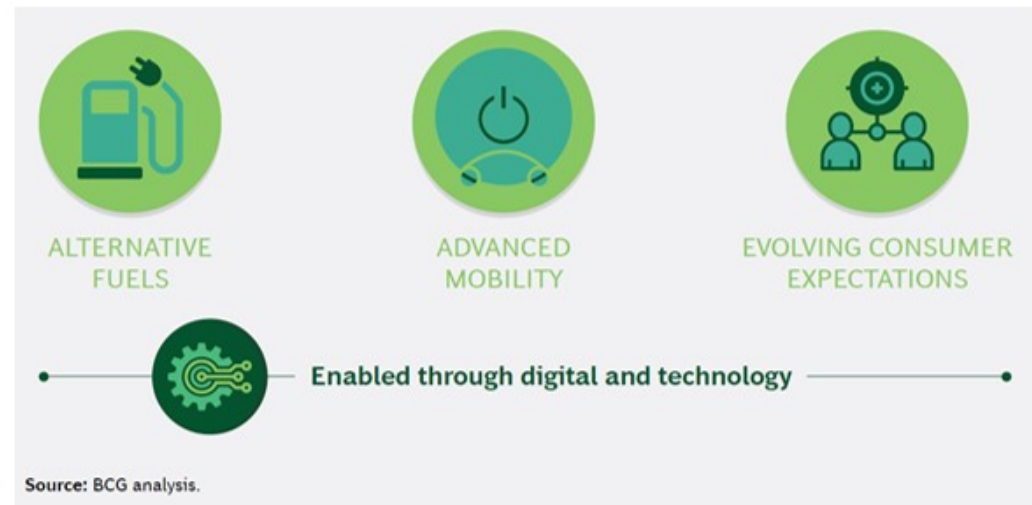 ALTERNATIVE
FUELS
ADVANCED
MOBILITY
EVOLVING CONSUMER
EXPECTATIONS
Enabled through digital and technology
Source: BCG analysis.